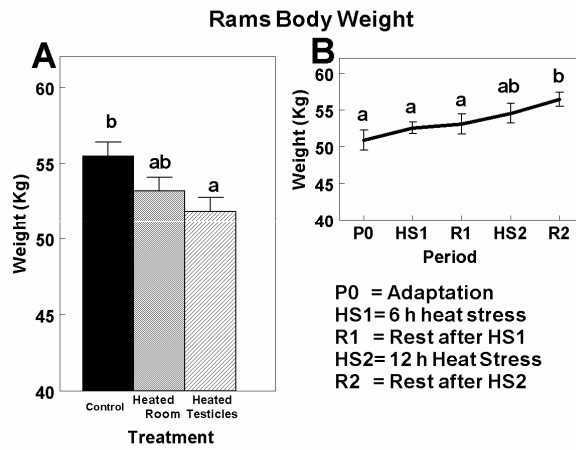 Rams Body Weight
A
60
55
50
45
40
Weight (Kg)
b
ab
a
Control
Heated Room
Heated Testicles
Treatment
B
60
55
50
45
40
Weight (Kg)
a
a
a
ab
b
P0 HS1 R1 HS2 R2
Period
P0 = Adaptation
HS1= 6 h heat stress
R1 = Rest after HS1
HS2= 12 h Heat Stress
R2 = Rest after HS2